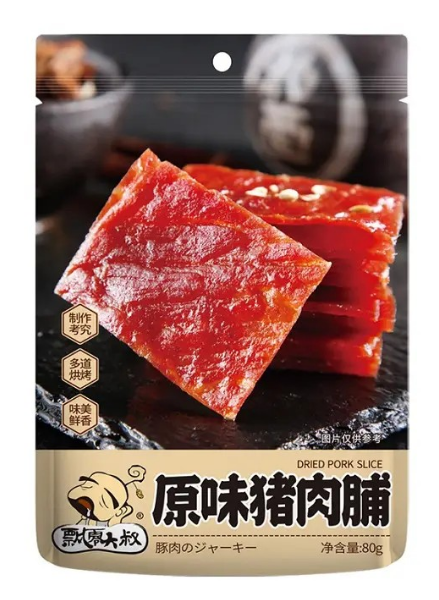 制作
考究
多道
烘烤
味美
鲜香
图片仅供参考
DRIED PORK SLICE
原味猪肉脯
飘嘴大叔
®
豚肉のジャーキー
净含量:80g